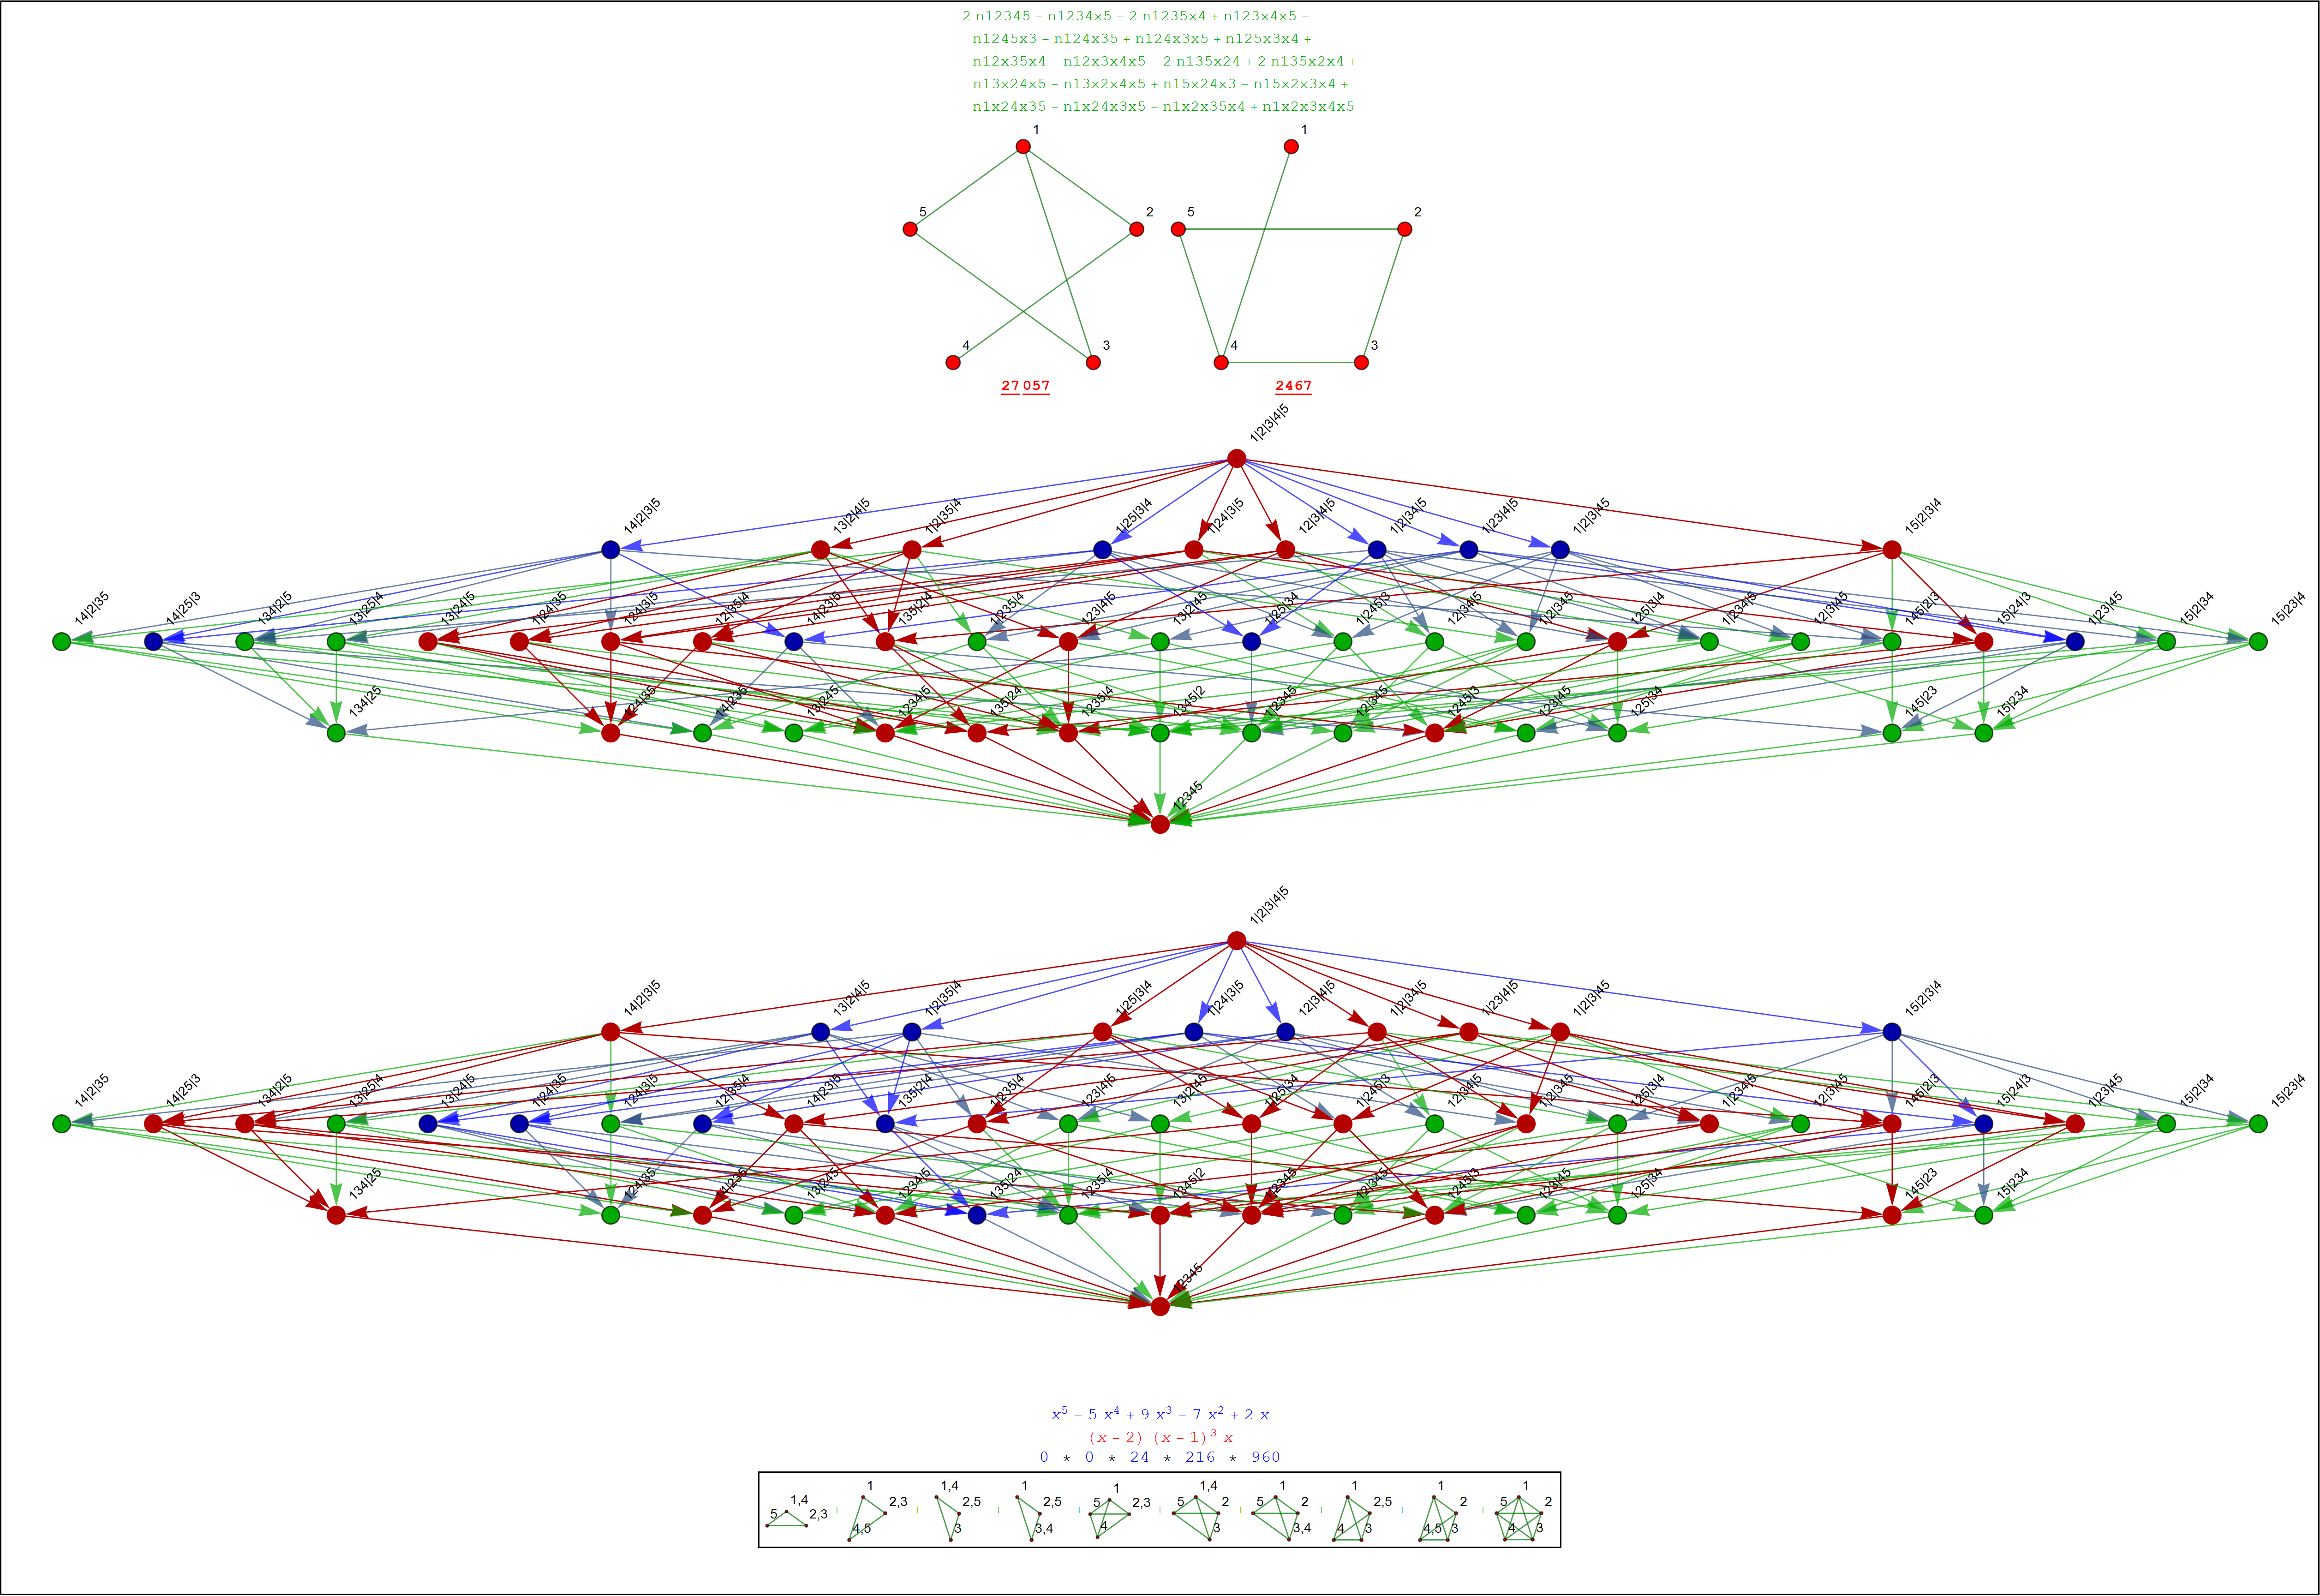 2 n12345 – n1234x5 – 2 n1235x4 + n123x4x5 –
n1245x3 – n124x35 + n124x3x5 + n125x3x4 +
n12x35x4 – n12x3x4x5 – 2 n135x24 + 2 n135x2x4 +
n13x24x5 – n13x2x4x5 + n15x24x3 – n15x2x3x4 +
n1x24x35 – n1x24x3x5 – n1x2x35x4 + n1x2x3x4x5
1 1
5 2 5 2
4 3 4 3
27 057 2467
1|2|3|4|5
14|2|3|5 13|2|4|5 1|2|35|4 1|25|3|4 1|24|3|5 12|3|4|5 1|2|34|5 1|23|4|5 1|2|3|45 15|2|3|4
14|2|35 14|25|3 134|2|5 13|25|4 13|24|5 1|24|35 124|3|5 12|35|4 14|23|5 135|2|4 1|235|4 123|4|5 13|2|45 1|25|34 1|245|3 12|34|5 1|2|345 125|3|4 1|234|5 12|3|45 145|2|3 15|24|3 1|23|45 15|2|34 15|23|4
134|25 124|35 14|235 13|245 1234|5 135|24 1235|4 1345|2 1|2345 12|345 1245|3 123|45 125|34 145|23 15|234
12345
1|2|3|4|5
14|2|3|5 13|2|4|5 1|2|35|4 1|25|3|4 1|24|3|5 12|3|4|5 1|2|34|5 1|23|4|5 1|2|3|45 15|2|3|4
14|2|35 14|25|3 134|2|5 13|25|4 13|24|5 1|24|35 124|3|5 12|35|4 14|23|5 135|2|4 1|235|4 123|4|5 13|2|45 1|25|34 1|245|3 12|34|5 1|2|345 125|3|4 1|234|5 12|3|45 145|2|3 15|24|3 1|23|45 15|2|34 15|23|4
134|25 124|35 14|235 13|245 1234|5 135|24 1235|4 1345|2 1|2345 12|345 1245|3 123|45 125|34 145|23 15|234
12345
x⁵ – 5 x⁴ + 9 x³ – 7 x² + 2 x
(x – 2) (x – 1)³ x
0 * 0 * 24 * 216 * 960
5 1,4 2,3 + 1 2,3 4,5 + 1,4 2,5 3 + 1 2,5 3,4 + 5 1 2,3 4 + 5 1,4 2 3 + 5 1 2 3,4 + 1 2,5 4 3 + 1 2 4,5 3 + 5 1 2 4 3